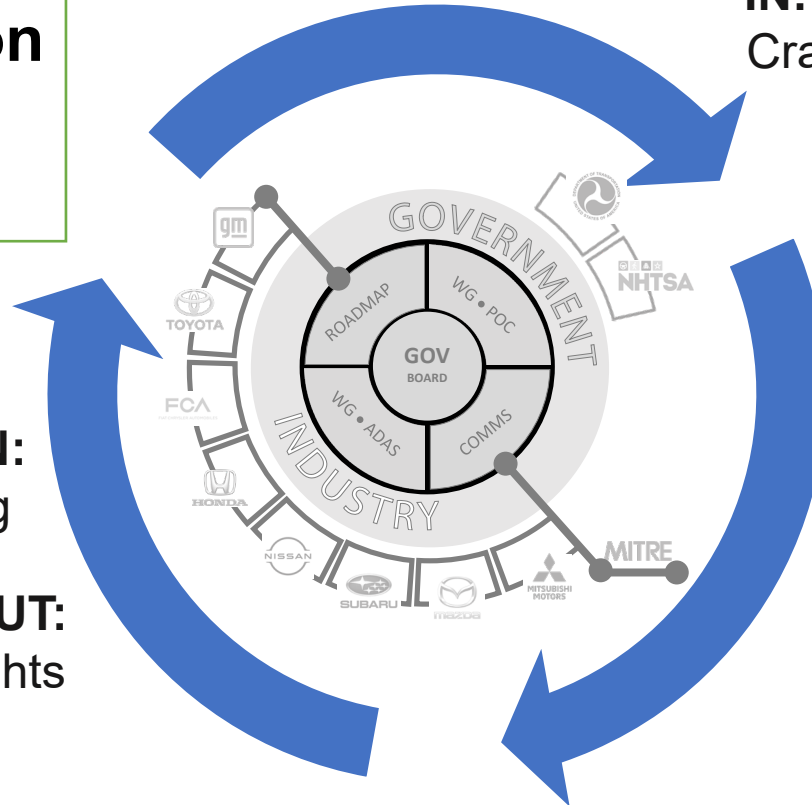 on
IN:
Cra
GOVERNMENT
gm
NHTSA
TOYOTA
ROADMAP
WG • POC
GOV
BOARD
FCA
WG • ADAS
COMMS
N:
g
INDUSTRY
HONDA
NISSAN
MITRE
SUBARU
mazda
MITSUBISHI
MOTORS
UT:
hts